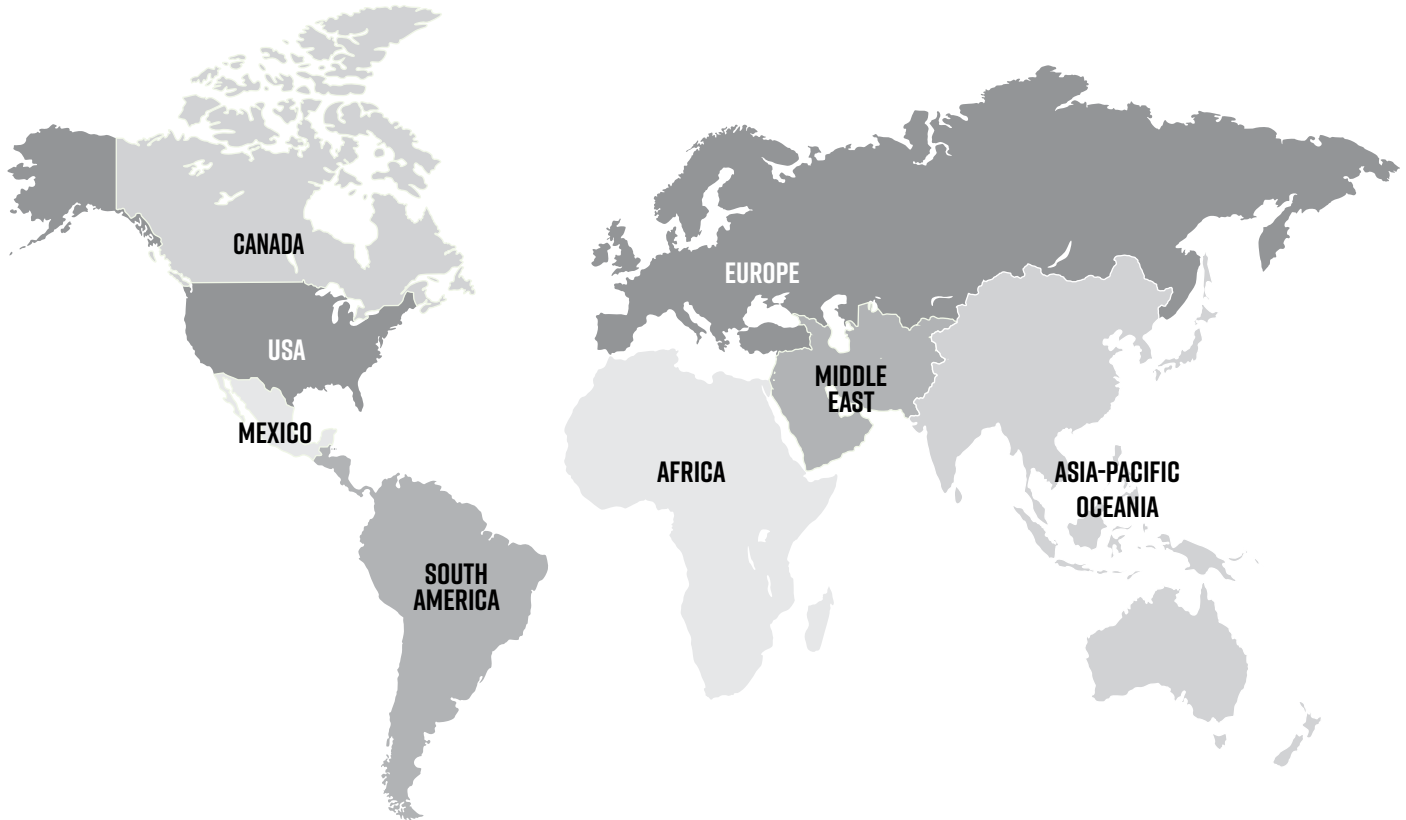 CANADA
EUROPE
USA
MIDDLE
EAST
MEXICO
AFRICA
ASIA-PACIFIC
OCEANIA
SOUTH
AMERICA